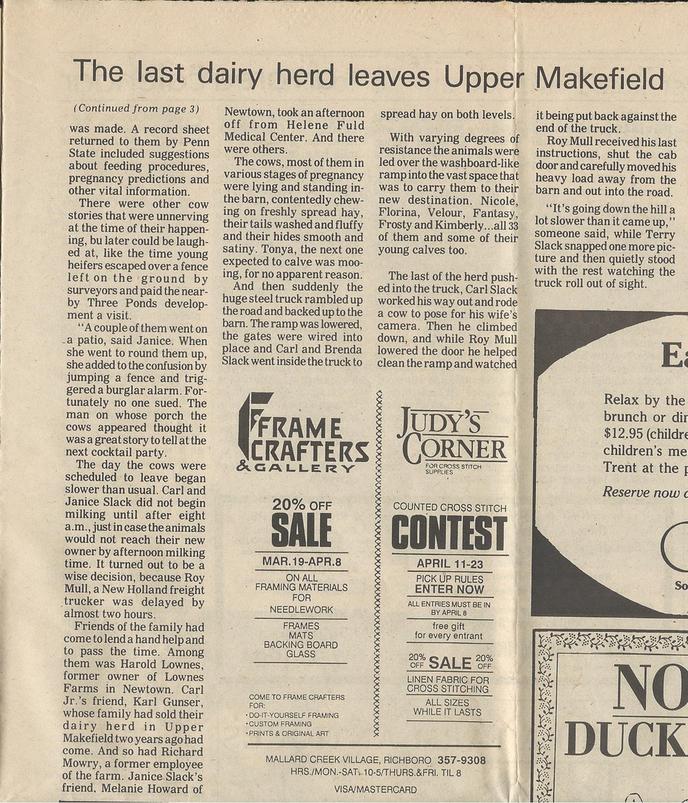 The last dairy herd leaves Upper Makefield
(Continued from page 3)
was made. A record sheet
returned to them by Penn
State included suggestions
about feeding procedures,
pregnancy predictions and
other vital information.
There were other cow
stories that were unnerving
at the time of their happen-
ing, bu later could be laugh-
ed at, like the time young
heifers escaped over a fence
left on the ground by
surveyors and paid the near-
by Three Ponds develop-
ment a visit.
"A couple of them went on
a patio, said Janice. When
she went to round them up,
she added to the confusion by
jumping a fence and trig-
gered a burglar alarm. For-
tunately no one sued. The
man on whose porch the
cows appeared thought it
was a great story to tell at the
next cocktail party.
The day the cows were
scheduled to leave began
slower than usual. Carl and
Janice Slack did not begin
milking until after eight
a.m., just in case the animals
would not reach their new
owner by afternoon milking
time. It turned out to be a
wise decision, because Roy
Mull, a New Holland freight
trucker was delayed by
almost two hours.
Friends of the family had
come to lend a hand help and
to pass the time. Among
them was Harold Lownes,
former owner of Lownes
Farms in Newtown. Carl
Jr.'s friend, Karl Gunser,
whose family had sold their
dairy herd in Upper
Makefield two years ago had
come. And so had Richard
Mowry, a former employee
of the farm. Janice Slack's
friend, Melanie Howard of
Newtown, took an afternoon
off from Helene Fuld
Medical Center. And there
were others.
The cows, most of them in
various stages of pregnancy
were lying and standing in-
the barn, contentedly chew-
ing on freshly spread hay,
their tails washed and fluffy
and their hides smooth and
satiny. Tonya, the next one
expected to calve was moo-
ing, for no apparent reason.
And then suddenly the
huge steel truck rambled up
the road and backed up to the
barn. The ramp was lowered,
the gates were wired into
place and Carl and Brenda
Slack went inside the truck to
spread hay on both levels.
With varying degrees of
resistance the animals were
led over the washboard-like
ramp into the vast space that
was to carry them to their
new destination. Nicole,
Florina, Velour, Fantasy,
Frosty and Kimberly...all 33
of them and some of their
young calves too.
The last of the herd push-
ed into the truck, Carl Slack
worked his way out and rode
a cow to pose for his wife's
camera. Then he climbed
down, and while Roy Mull
lowered the door he helped
clean the ramp and watched
it being put back against the
end of the truck.
Roy Mull received his last
instructions, shut the cab
door and carefully moved his
heavy load away from the
barn and out into the road.
"It's going down the hill a
lot slower than it came up,"
someone said, while Terry
Slack snapped one more pic-
ture and then quietly stood
with the rest watching the
truck roll out of sight.
FRAME
CRAFTERS
& GALLERY
20% OFF
SALE
MAR.19-APR.8
ON ALL
FRAMING MATERIALS
FOR
NEEDLEWORK
FRAMES
MATS
BACKING BOARD
GLASS
COME TO FRAME CRAFTERS
FOR:
• DO-IT-YOURSELF FRAMING
• CUSTOM FRAMING
• PRINTS & ORIGINAL ART
JUDY'S
CORNER
FOR CROSS STITCH
SUPPLIES
COUNTED CROSS STITCH
CONTEST
APRIL 11-23
PICK UP RULES
ENTER NOW
ALL ENTRIES MUST BE IN
BY APRIL 8
free gift
for every entrant
20% OFF SALE 20% OFF
LINEN FABRIC FOR
CROSS STITCHING
ALL SIZES
WHILE IT LASTS
MALLARD CREEK VILLAGE, RICHBORO 357-9308
HRS./MON.-SAT. 10-5/THURS.&FRI. TIL 8
VISA/MASTERCARD
Ea
Relax by the
brunch or din
$12.95 (childre
children's me
Trent at the p
Reserve now
So
NO
DUCK